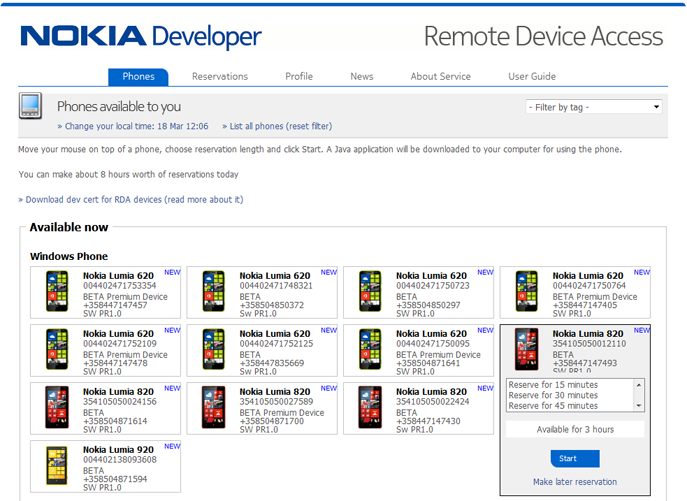 NOKIA Developer
Remote Device Access
Phones
Reservations
Profile
News
About Service
User Guide
Phones available to you
- Filter by tag -
» Change your local time: 18 Mar 12:06
» List all phones (reset filter)
Move your mouse on top of a phone, choose reservation length and click Start. A Java application will be downloaded to your computer for using the phone.
You can make about 8 hours worth of reservations today
» Download dev cert for RDA devices (read more about it)
Available now
Windows Phone
Nokia Lumia 620 NEW
004402471753354
BETA Premium Device
+358447147457
SW PR1.0
Nokia Lumia 620 NEW
004402471748321
BETA
+358504850372
Sw PR1.0
Nokia Lumia 620 NEW
004402471750723
BETA
+358504850297
Sw PR1.0
Nokia Lumia 620 NEW
004402471750764
BETA Premium Device
+358447147405
SW PR1.0
Nokia Lumia 620 NEW
004402471752109
BETA Premium Device
+358447147478
SW PR1.0
Nokia Lumia 620 NEW
004402471752125
BETA
+358447835669
Sw PR1.0
Nokia Lumia 620 NEW
004402471750095
BETA Premium Device
+358504871641
SW PR1.0
Nokia Lumia 820 NEW
354105050012110
BETA
+358447147493
SW PR1.0
Nokia Lumia 820 NEW
354105050024156
BETA
+358504871614
SW PR1.0
Nokia Lumia 820 NEW
354105050027589
BETA Premium Device
+358504871700
SW PR1.0
Nokia Lumia 820 NEW
354105050022424
BETA
+358447147430
SW PR1.0
Reserve for 15 minutes
Reserve for 30 minutes
Reserve for 45 minutes
Available for 3 hours
Start
Make later reservation
Nokia Lumia 920 NEW
004402138093608
BETA
+358504871594
SW PR1.0